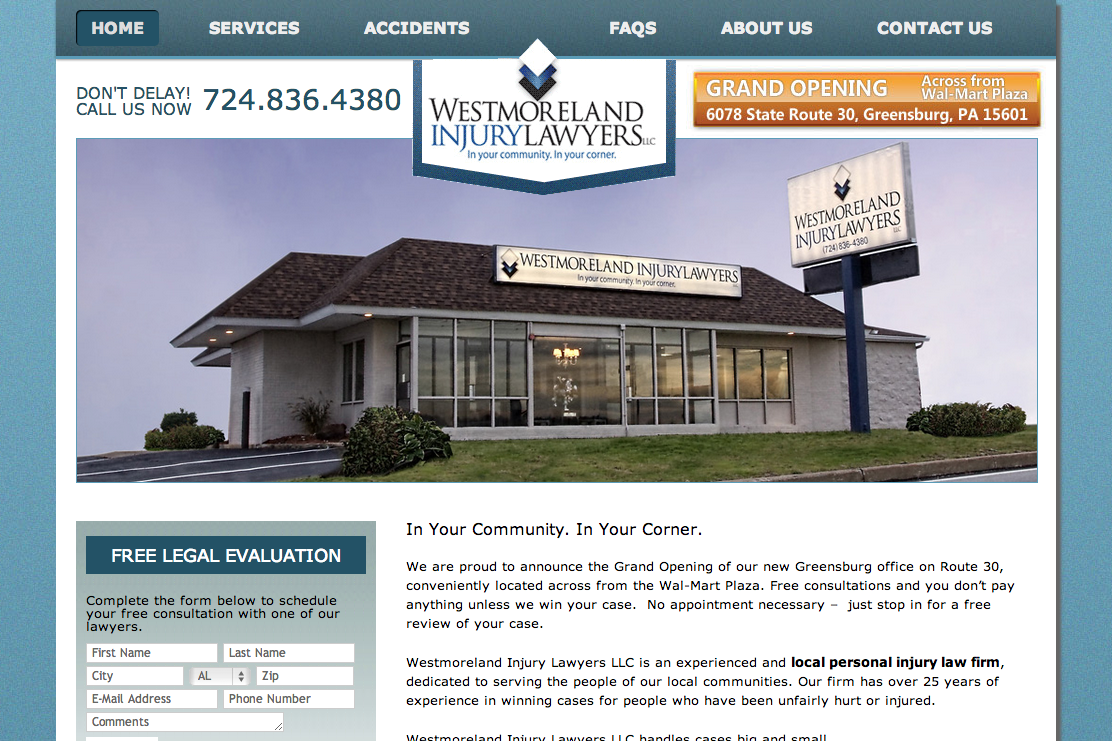 HOME SERVICES ACCIDENTS FAQS ABOUT US CONTACT US
DON'T DELAY!
CALL US NOW
724.836.4380
WESTMORELAND
INJURYLAWYERS LLC
In your community. In your corner.
GRAND OPENING
Across from
Wal-Mart Plaza
6078 State Route 30, Greensburg, PA 15601
WESTMORELAND
INJURYLAWYERS
LLC
(724) 836-4380
WESTMORELAND INJURYLAWYERS
In your community. In your corner.
FREE LEGAL EVALUATION
Complete the form below to schedule
your free consultation with one of our
lawyers.
First Name Last Name
City AL Zip
E-Mail Address Phone Number
Comments
In Your Community. In Your Corner.
We are proud to announce the Grand Opening of our new Greensburg office on Route 30,
conveniently located across from the Wal-Mart Plaza. Free consultations and you don’t pay
anything unless we win your case.  No appointment necessary –  just stop in for a free
review of your case.
Westmoreland Injury Lawyers LLC is an experienced and local personal injury law firm,
dedicated to serving the people of our local communities. Our firm has over 25 years of
experience in winning cases for people who have been unfairly hurt or injured.
Westmoreland Injury Lawyers LLC handles cases big and small